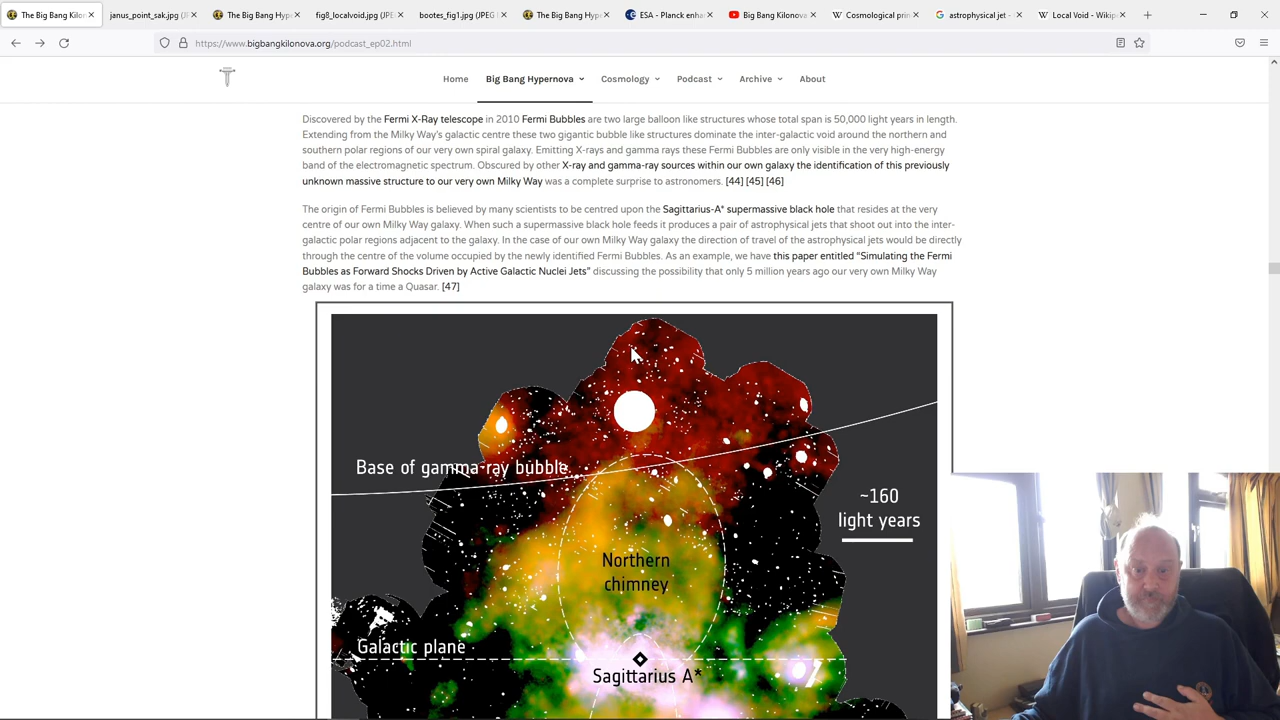 The Big Bang Kilon
janus_point_sak.jpg (JP
The Big Bang Hypernov
fig8_localvoid.jpg (JPE
bootes_fig1.jpg (JPEG I
The Big Bang Hypernov
ESA - Planck enhan
Big Bang Kilonova
Cosmological prin
astrophysical jet -
Local Void - Wikip
https://www.bigbangkilonova.org/podcast_ep02.html
Home
Big Bang Hypernova
Cosmology
Podcast
Archive
About
Discovered by the Fermi X-Ray telescope in 2010 Fermi Bubbles are two large balloon like structures whose total span is 50,000 light years in length.
Extending from the Milky Way's galactic centre these two gigantic bubble like structures dominate the inter-galactic void around the northern and
southern polar regions of our very own spiral galaxy. Emitting X-rays and gamma rays these Fermi Bubbles are only visible in the very high-energy
band of the electromagnetic spectrum. Obscured by other X-ray and gamma-ray sources within our own galaxy the identification of this previously
unknown massive structure to our very own Milky Way was a complete surprise to astronomers. [44] [45] [46]
The origin of Fermi Bubbles is believed by many scientists to be centred upon the Sagittarius-A* supermassive black hole that resides at the very
centre of our own Milky Way galaxy. When such a supermassive black hole feeds it produces a pair of astrophysical jets that shoot out into the inter-
galactic polar regions adjacent to the galaxy. In the case of our own Milky Way galaxy the direction of travel of the astrophysical jets would be directly
through the centre of the volume occupied by the newly identified Fermi Bubbles. As an example, we have this paper entitled “Simulating the Fermi
Bubbles as Forward Shocks Driven by Active Galactic Nuclei Jets” discussing the possibility that only 5 million years ago our very own Milky Way
galaxy was for a time a Quasar. [47]
Base of gamma-ray bubble
~160
light years
Northern
chimney
Galactic plane
Sagittarius A*